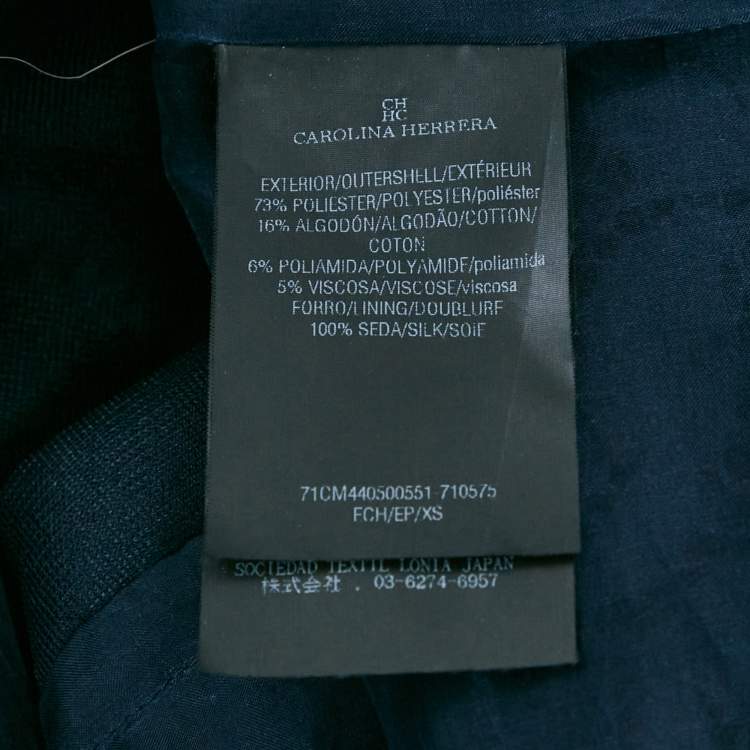 CH
HC
CAROLINA HERRERA
EXTERIOR/OUTERSHELL/EXTÉRIEUR
73% POLIESTER/POLYESTER/poliéster
16% ALGODÓN/ALGODÃO/COTTON/
COTON
6% POLIAMIDA/POLYAMIDE/poliamida
5% VISCOSA/VISCOSE/viscosa
FORRO/LINING/DOUBLURE
100% SEDA/SILK/SOIE
71CM440500551-710575
FCH/EP/XS
SOCIEDAD TEXTIL LONIA JAPAN
株式会社 . 03-6274-6957